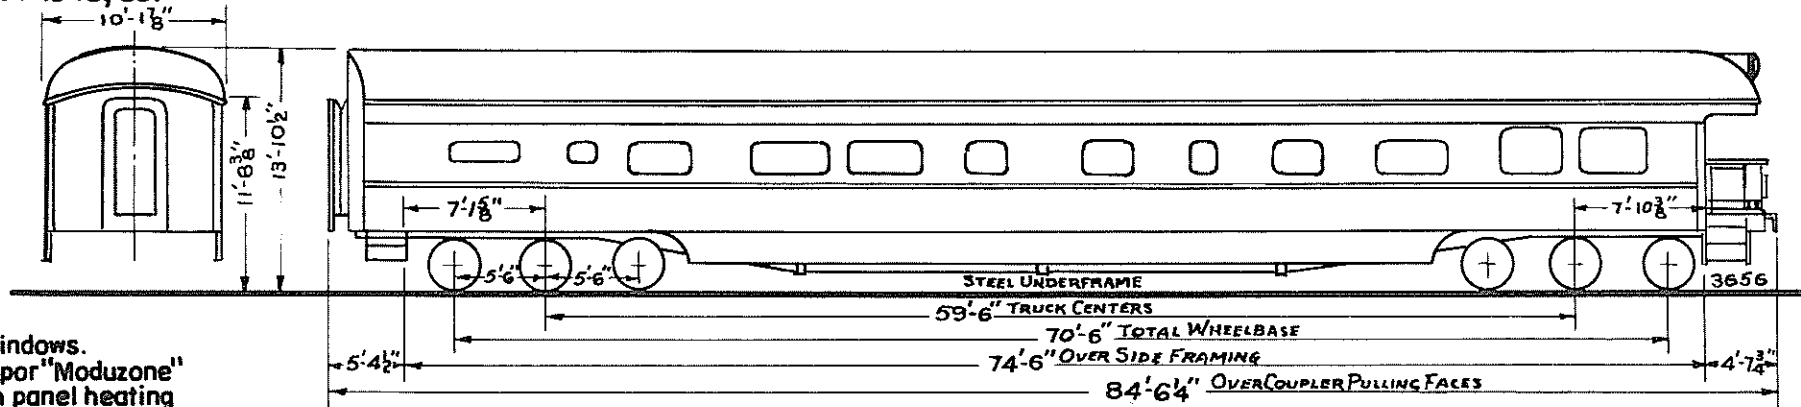 10'-1⅞"
11'-8⅜"
13'-10½"
7'-1⅝"
7'-10⅜"
5'6"
5'-6"
STEEL UNDERFRAME
3656
59'-6" TRUCK CENTERS
70'-6" TOTAL WHEELBASE
indows.
5'-4½"
74'-6" OVER SIDE FRAMING
4'-7¾"
por "Moduzone"
84'-6¼" OVER COUPLER PULLING FACES
panel heating